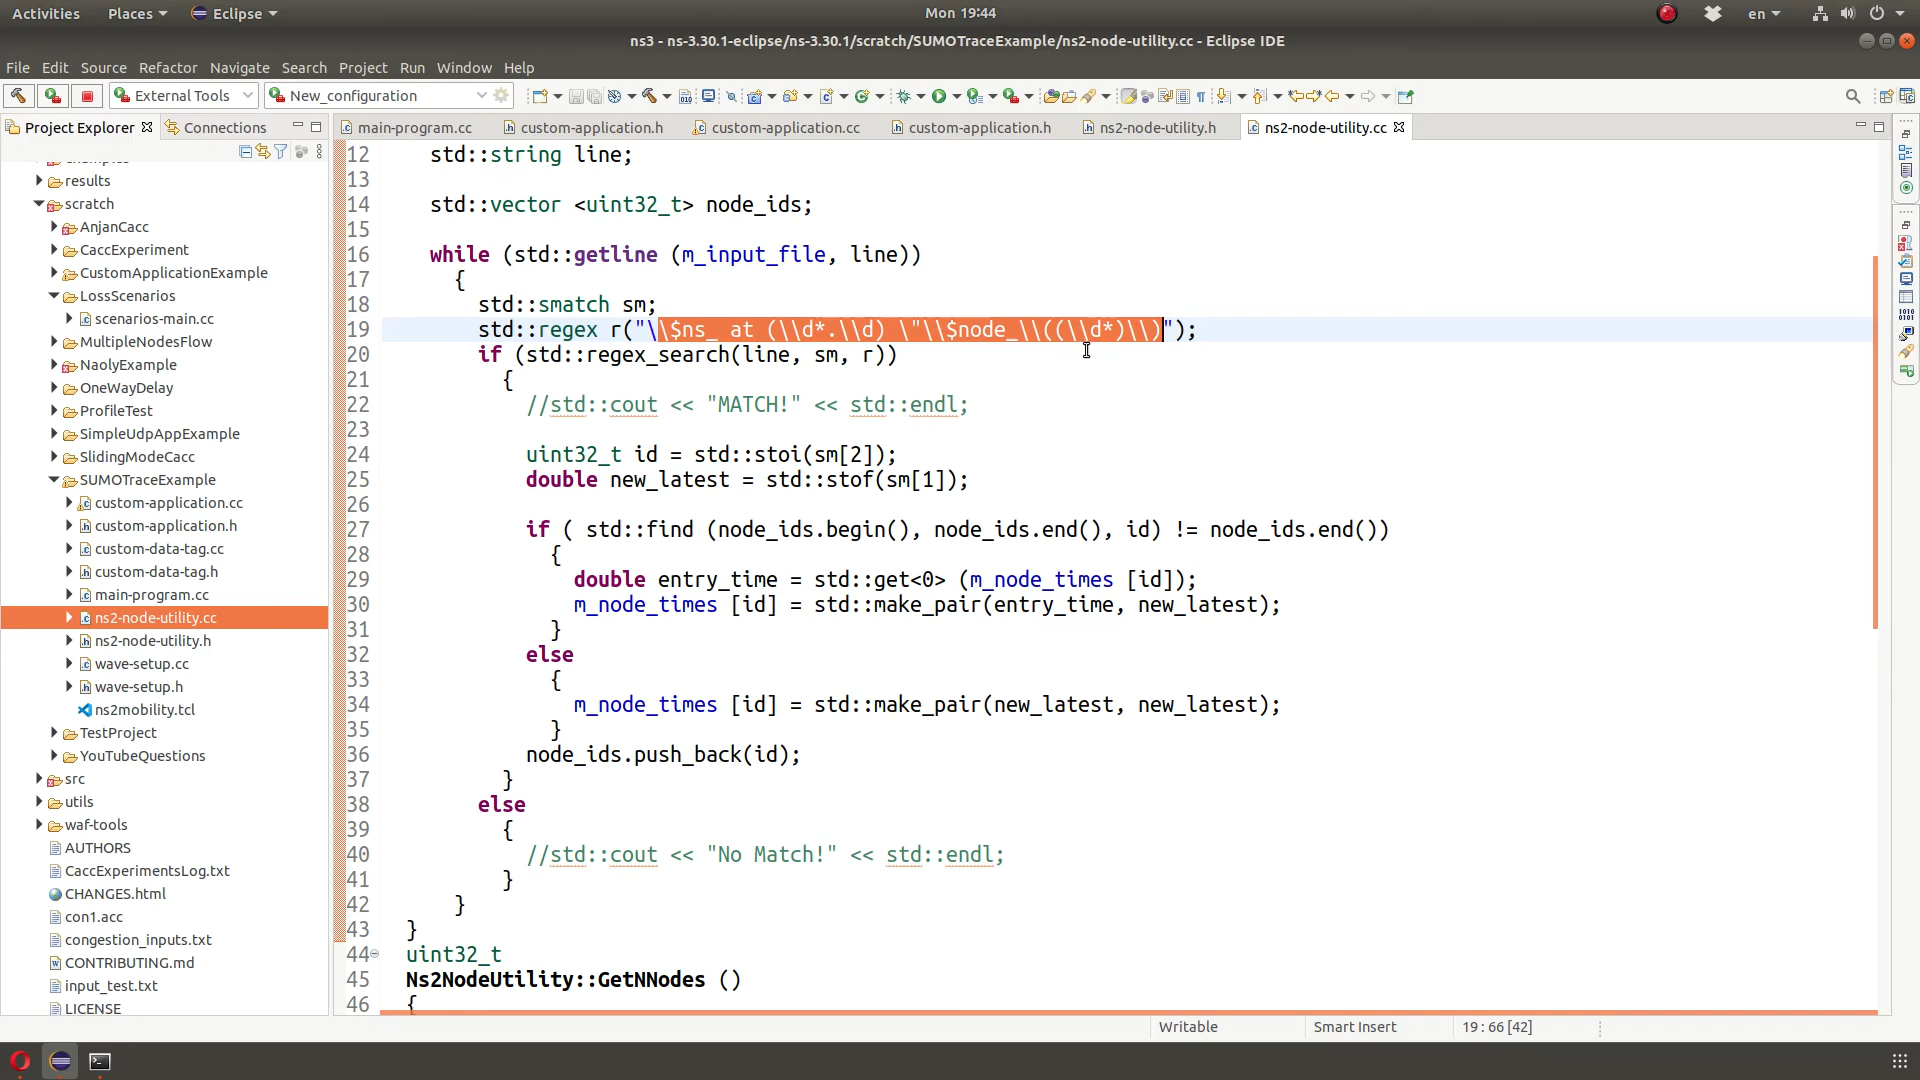 Activities
Places
Eclipse
Mon 19:44
en
ns3 - ns-3.30.1-eclipse/ns-3.30.1/scratch/SUMOTraceExample/ns2-node-utility.cc - Eclipse IDE
File Edit Source Refactor Navigate Search Project Run Window Help
External Tools
New_configuration
Project Explorer
Connections
main-program.cc
custom-application.h
custom-application.cc
custom-application.h
ns2-node-utility.h
ns2-node-utility.cc
results
scratch
AnjanCacc
CaccExperiment
CustomApplicationExample
LossScenarios
scenarios-main.cc
MultipleNodesFlow
NaolyExample
OneWayDelay
ProfileTest
SimpleUdpAppExample
SlidingModeCacc
SUMOTraceExample
custom-application.cc
custom-application.h
custom-data-tag.cc
custom-data-tag.h
main-program.cc
ns2-node-utility.cc
ns2-node-utility.h
wave-setup.cc
wave-setup.h
ns2mobility.tcl
TestProject
YouTubeQuestions
src
utils
waf-tools
AUTHORS
CaccExperimentsLog.txt
CHANGES.html
con1.acc
congestion_inputs.txt
CONTRIBUTING.md
input_test.txt
LICENSE
12 std::string line;
13
14 std::vector <uint32_t> node_ids;
15
16 while (std::getline (m_input_file, line))
17 {
18 std::smatch sm;
19 std::regex r("\\$ns_ at (\\d*.\\d) \"\\$node_\\((\\d*)\\)");
20 if (std::regex_search(line, sm, r))
21 {
22 //std::cout << "MATCH!" << std::endl;
23
24 uint32_t id = std::stoi(sm[2]);
25 double new_latest = std::stof(sm[1]);
26
27 if ( std::find (node_ids.begin(), node_ids.end(), id) != node_ids.end())
28 {
29 double entry_time = std::get<0> (m_node_times [id]);
30 m_node_times [id] = std::make_pair(entry_time, new_latest);
31 }
32 else
33 {
34 m_node_times [id] = std::make_pair(new_latest, new_latest);
35 }
36 node_ids.push_back(id);
37 }
38 else
39 {
40 //std::cout << "No Match!" << std::endl;
41 }
42 }
43 }
44 uint32_t
45 Ns2NodeUtility::GetNNodes ()
46 {
Writable
Smart Insert
19 : 66 [42]